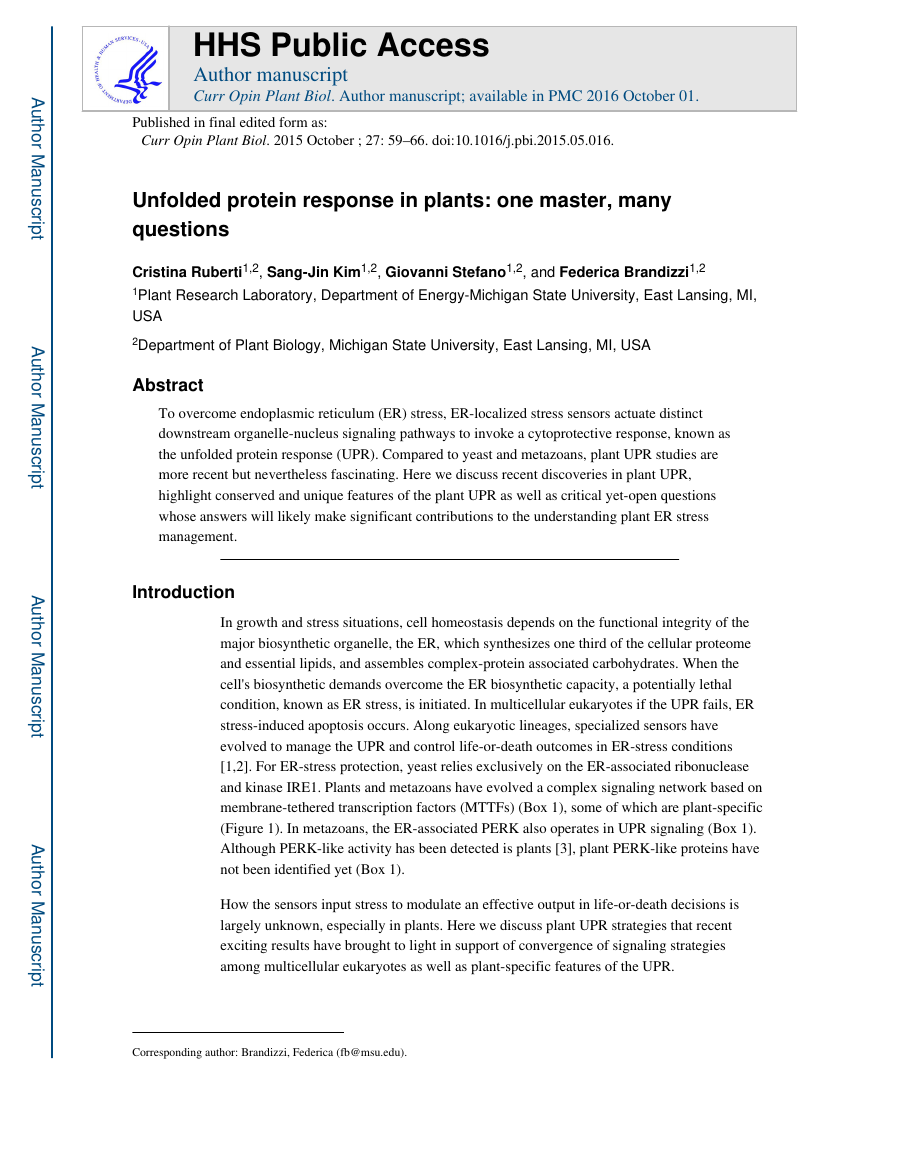 HHS Public Access
Author manuscript
Curr Opin Plant Biol. Author manuscript; available in PMC 2016 October 01.
Published in final edited form as:
Curr Opin Plant Biol. 2015 October ; 27: 59–66. doi:10.1016/j.pbi.2015.05.016.
Unfolded protein response in plants: one master, many
questions
Cristina Ruberti1,2, Sang-Jin Kim1,2, Giovanni Stefano1,2, and Federica Brandizzi1,2
1Plant Research Laboratory, Department of Energy-Michigan State University, East Lansing, MI,
USA
2Department of Plant Biology, Michigan State University, East Lansing, MI, USA
Abstract
To overcome endoplasmic reticulum (ER) stress, ER-localized stress sensors actuate distinct
downstream organelle-nucleus signaling pathways to invoke a cytoprotective response, known as
the unfolded protein response (UPR). Compared to yeast and metazoans, plant UPR studies are
more recent but nevertheless fascinating. Here we discuss recent discoveries in plant UPR,
highlight conserved and unique features of the plant UPR as well as critical yet-open questions
whose answers will likely make significant contributions to the understanding plant ER stress
management.
Introduction
In growth and stress situations, cell homeostasis depends on the functional integrity of the
major biosynthetic organelle, the ER, which synthesizes one third of the cellular proteome
and essential lipids, and assembles complex-protein associated carbohydrates. When the
cell's biosynthetic demands overcome the ER biosynthetic capacity, a potentially lethal
condition, known as ER stress, is initiated. In multicellular eukaryotes if the UPR fails, ER
stress-induced apoptosis occurs. Along eukaryotic lineages, specialized sensors have
evolved to manage the UPR and control life-or-death outcomes in ER-stress conditions
[1,2]. For ER-stress protection, yeast relies exclusively on the ER-associated ribonuclease
and kinase IRE1. Plants and metazoans have evolved a complex signaling network based on
membrane-tethered transcription factors (MTTFs) (Box 1), some of which are plant-specific
(Figure 1). In metazoans, the ER-associated PERK also operates in UPR signaling (Box 1).
Although PERK-like activity has been detected is plants [3], plant PERK-like proteins have
not been identified yet (Box 1).
How the sensors input stress to modulate an effective output in life-or-death decisions is
largely unknown, especially in plants. Here we discuss plant UPR strategies that recent
exciting results have brought to light in support of convergence of signaling strategies
among multicellular eukaryotes as well as plant-specific features of the UPR.
Corresponding author: Brandizzi, Federica (fb@msu.edu).
Author Manuscript
Author Manuscript
Author Manuscript
Author Manuscript
DEPARTMENT OF HEALTH & HUMAN SERVICES · USA